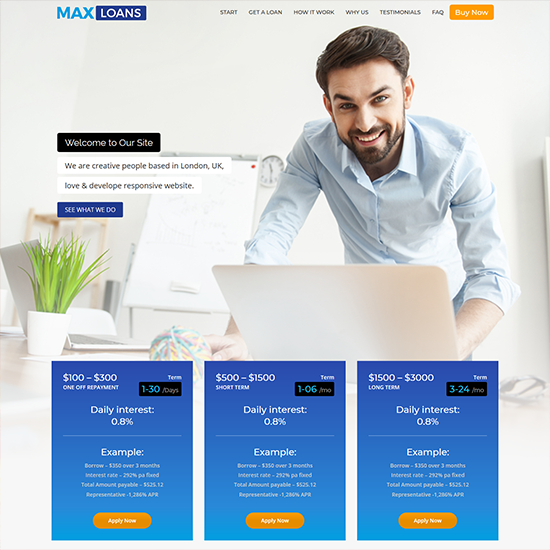 MAX LOANS
START GET A LOAN HOW IT WORK WHY US TESTIMONIALS FAQ Buy Now
Welcome to Our Site
We are creative people based in London, UK,
love & develope responsive website.
SEE WHAT WE DO
$100 – $300 Term
ONE OFF REPAYMENT 1-30 /Days
Daily interest:
0.8%
Example:
Borrow – $350 over 3 months
Interest rate – 292% pa fixed
Total Amount payable – $525.12
Representative -1,286% APR
Apply Now
$500 – $1500 Term
SHORT TERM 1-06 /mo
Daily interest:
0.8%
Example:
Borrow – $350 over 3 months
Interest rate – 292% pa fixed
Total Amount payable – $525.12
Representative -1,286% APR
Apply Now
$1500 – $3000 Term
LONG TERM 3-24 /mo
Daily interest:
0.8%
Example:
Borrow – $350 over 3 months
Interest rate – 292% pa fixed
Total Amount payable – $525.12
Representative -1,286% APR
Apply Now